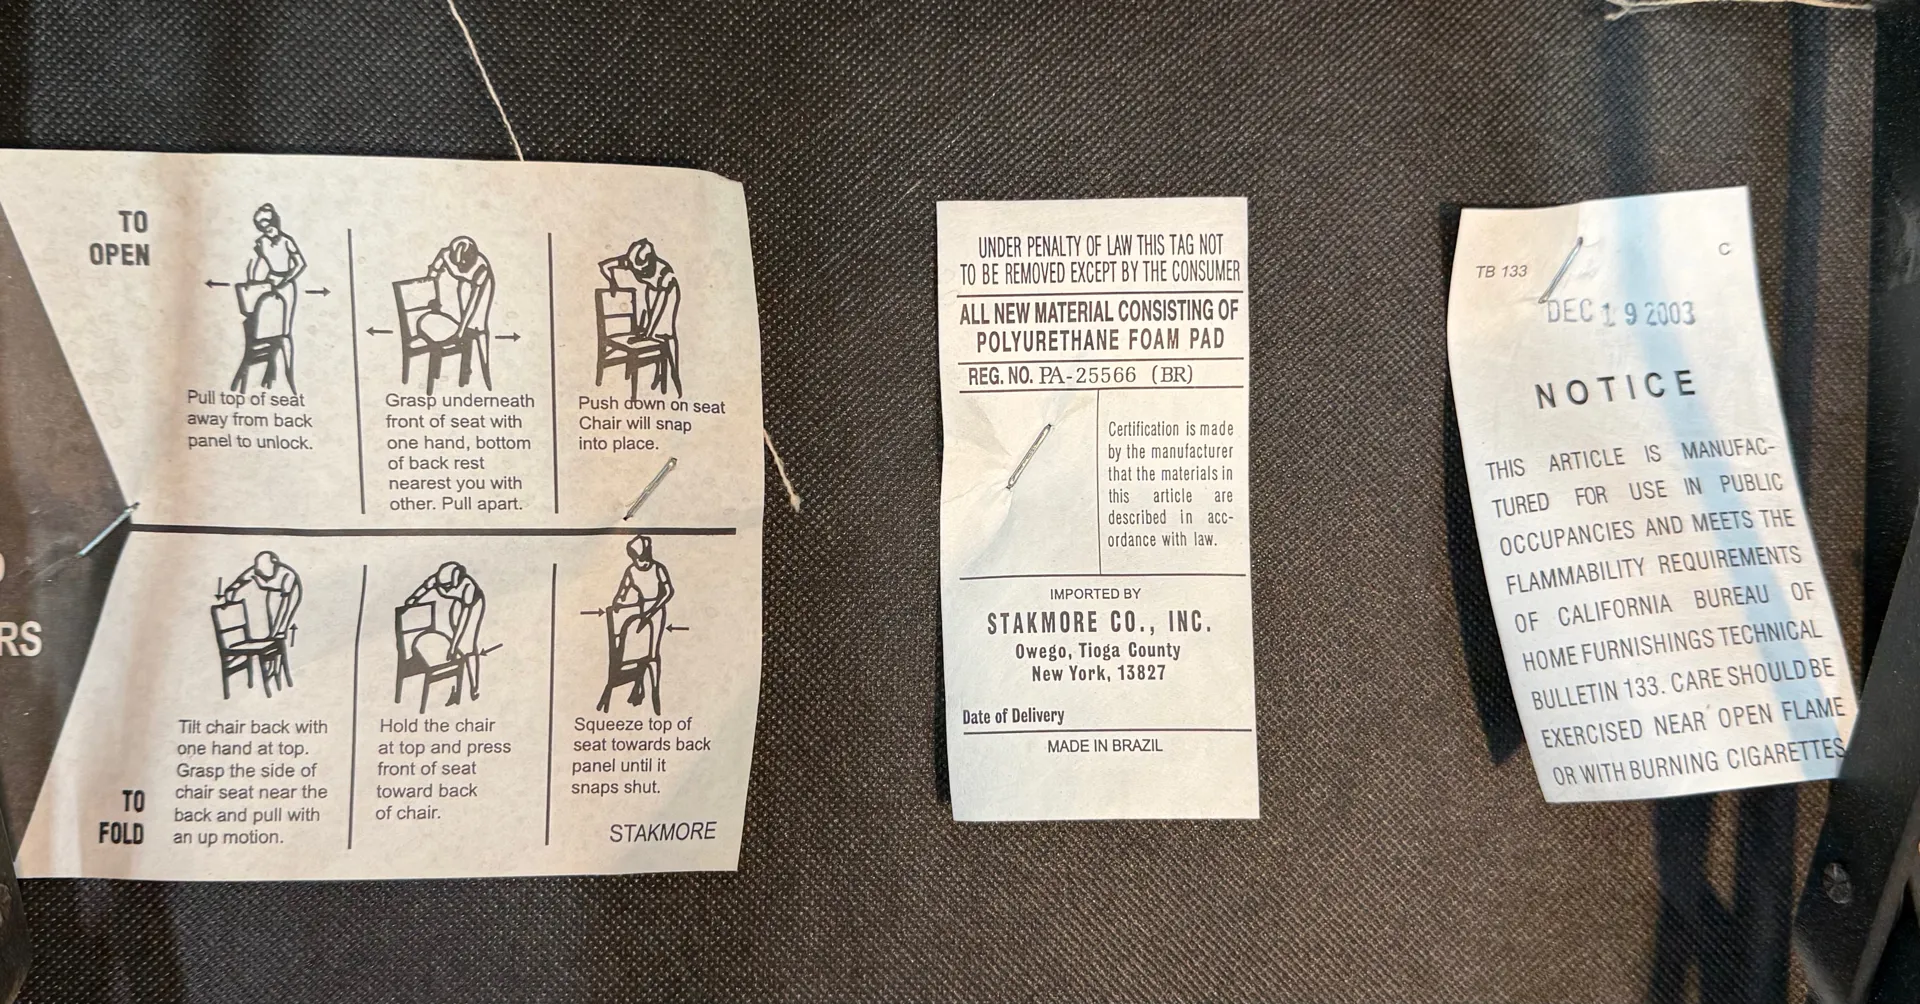 TO
OPEN
Pull top of seat
away from back
panel to unlock.
Grasp underneath
front of seat with
one hand, bottom
of back rest
nearest you with
other. Pull apart.
Push down on seat
Chair will snap
into place.
RS
TO
FOLD
Tilt chair back with
one hand at top.
Grasp the side of
chair seat near the
back and pull with
an up motion.
Hold the chair
at top and press
front of seat
toward back
of chair.
Squeeze top of
seat towards back
panel until it
snaps shut.
STAKMORE
UNDER PENALTY OF LAW THIS TAG NOT
TO BE REMOVED EXCEPT BY THE CONSUMER
ALL NEW MATERIAL CONSISTING OF
POLYURETHANE FOAM PAD
REG. NO. PA-25566 (BR)
Certification is made
by the manufacturer
that the materials in
this article are
described in acc-
ordance with law.
IMPORTED BY
STAKMORE CO., INC.
Owego, Tioga County
New York, 13827
Date of Delivery
MADE IN BRAZIL
TB 133
C
DEC 19 2003
NOTICE
THIS ARTICLE IS MANUFAC-
TURED FOR USE IN PUBLIC
OCCUPANCIES AND MEETS THE
FLAMMABILITY REQUIREMENTS
OF CALIFORNIA BUREAU OF
HOME FURNISHINGS TECHNICAL
BULLETIN 133. CARE SHOULD BE
EXERCISED NEAR OPEN FLAME
OR WITH BURNING CIGARETTES